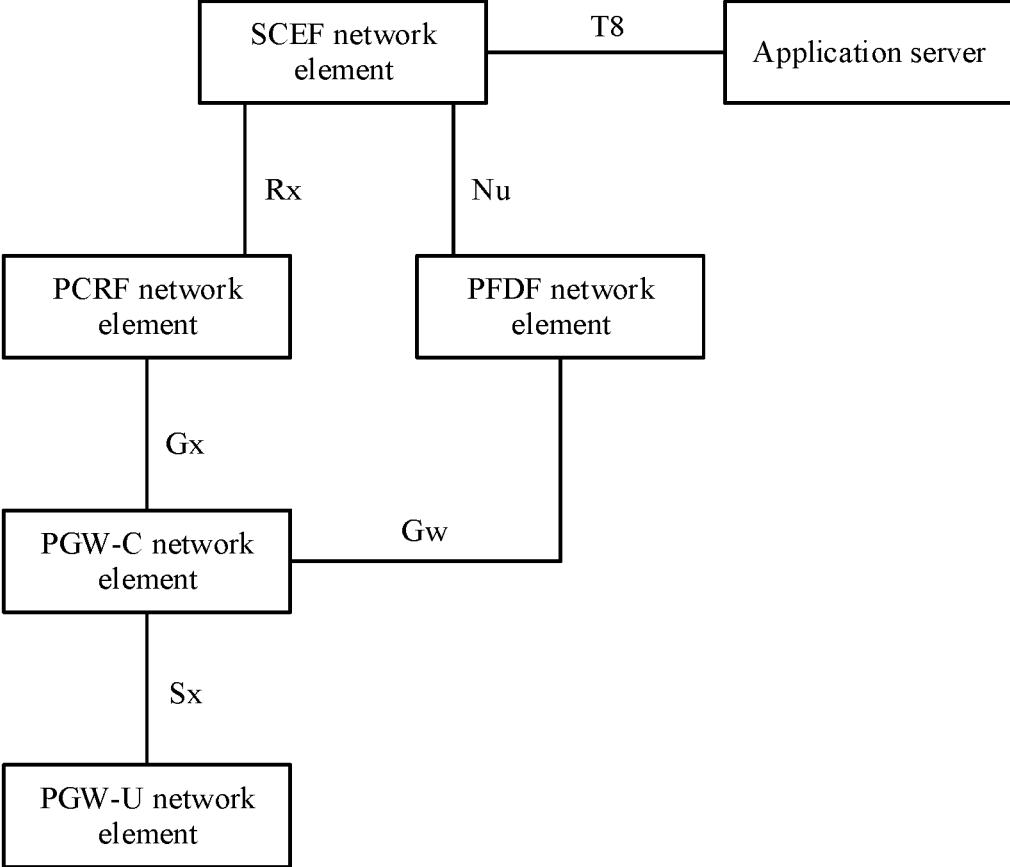 SCEF network
element
T8
Application server
Rx
Nu
PCRF network
element
PFDF network
element
Gx
Gw
PGW-C network
element
Sx
PGW-U network
element